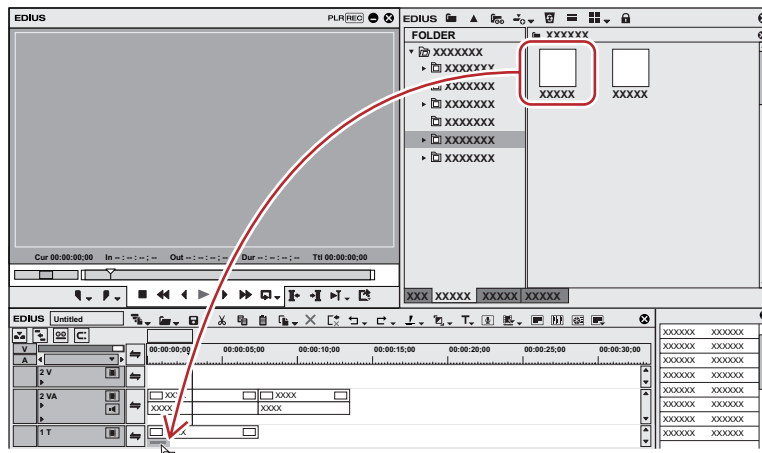 EDIUS PLR REC
Cur 00:00:00;00 In -- : -- : -- ; -- Out -- : -- : -- ; -- Dur -- : -- : -- ; -- Ttl 00:00:00;00
EDIUS
FOLDER XXXXXX
XXXXXXX
XXXXXXX
XXXXXXX
XXXXXXX
XXXXXXX
XXXXXXX
XXXXXXX
XXXXX XXXXX
XXX XXXXX XXXXX XXXXX
EDIUS Untitled
V
A
00:00:00;00 00:00:05;00 00:00:10;00 00:00:15;00 00:00:20;00 00:00:25;00 00:00:30;00
2 V
2 VA
XXXX
XXXX
XXXX
1 T
XXXXXX XXXXXX
XXXXXX XXXXXX
XXXXXX XXXXXX
XXXXXX XXXXXX
XXXXXX XXXXXX
XXXXXX XXXXXX
XXXXXX XXXXXX
XXXXXX XXXXXX